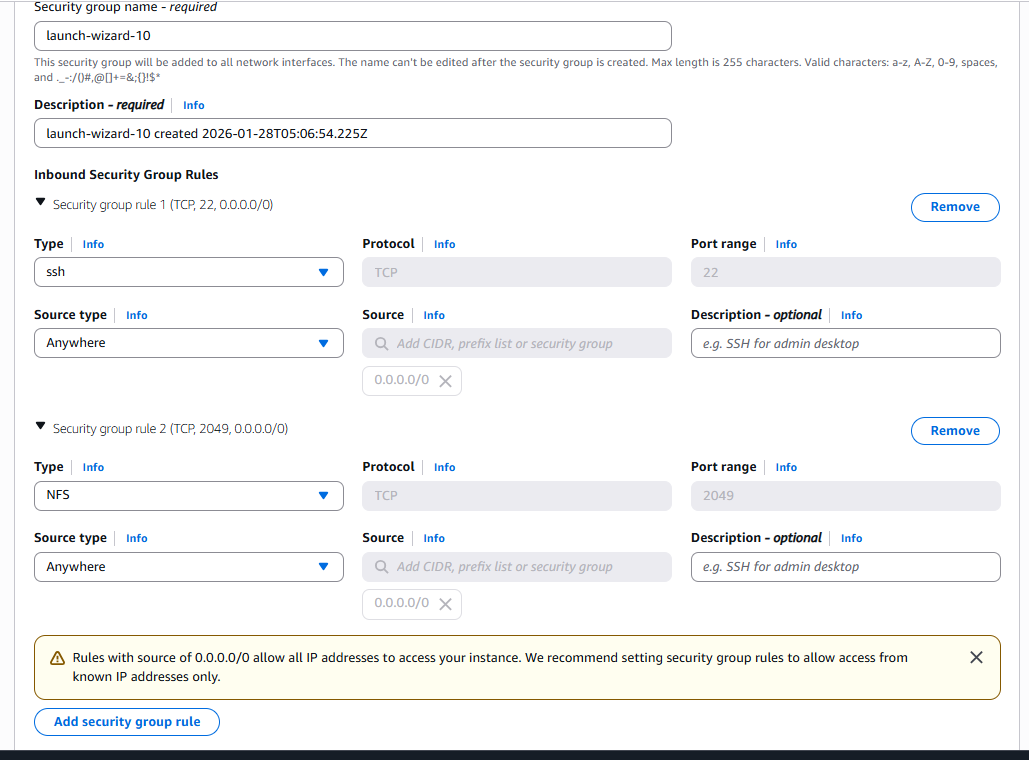 Security group name - required
launch-wizard-10
This security group will be added to all network interfaces. The name can't be edited after the security group is created. Max length is 255 characters. Valid characters: a-z, A-Z, 0-9, spaces,
and ._-:/()#,@[]+=&;{}!$*
Description - required Info
launch-wizard-10 created 2026-01-28T05:06:54.225Z
Inbound Security Group Rules
Security group rule 1 (TCP, 22, 0.0.0.0/0) Remove
Type Info Protocol Info Port range Info
ssh TCP 22
Source type Info Source Info Description - optional Info
Anywhere Add CIDR, prefix list or security group e.g. SSH for admin desktop
0.0.0.0/0
Security group rule 2 (TCP, 2049, 0.0.0.0/0) Remove
Type Info Protocol Info Port range Info
NFS TCP 2049
Source type Info Source Info Description - optional Info
Anywhere Add CIDR, prefix list or security group e.g. SSH for admin desktop
0.0.0.0/0
Rules with source of 0.0.0.0/0 allow all IP addresses to access your instance. We recommend setting security group rules to allow access from
known IP addresses only.
Add security group rule